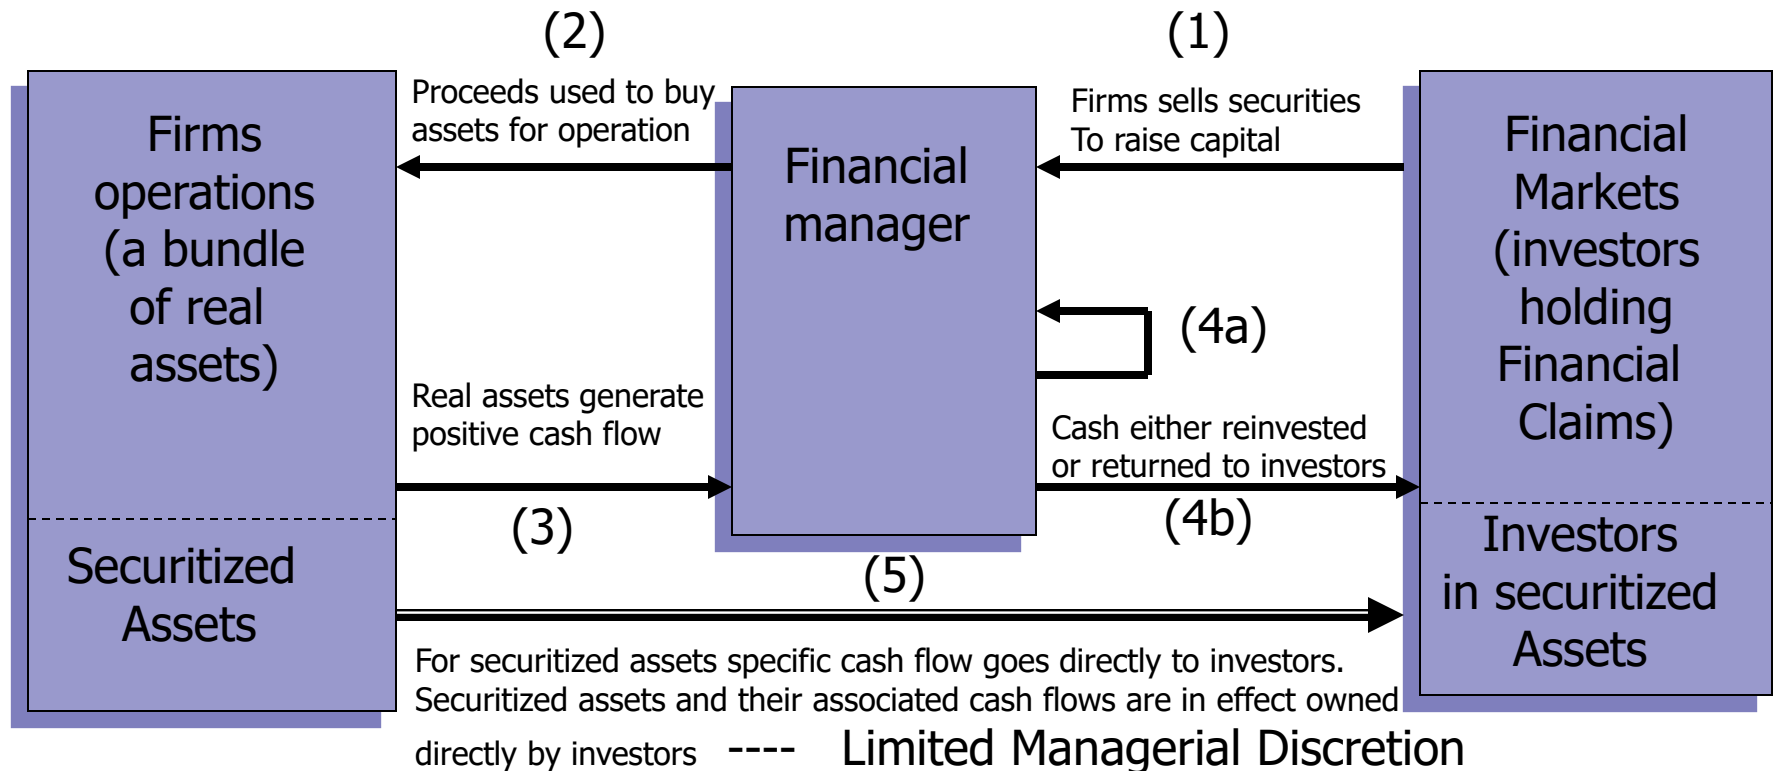 (2)
(1)
Proceeds used to buy
assets for operation
Firms sells securities
To raise capital
Firms
operations
(a bundle
of real
assets)
Financial
manager
Financial
Markets
(investors
holding
Financial
Claims)
(4a)
Real assets generate
positive cash flow
Cash either reinvested
or returned to investors
(3)
(4b)
Securitized
Assets
(5)
Investors
in securitized
Assets
For securitized assets specific cash flow goes directly to investors.
Securitized assets and their associated cash flows are in effect owned
directly by investors ---- Limited Managerial Discretion